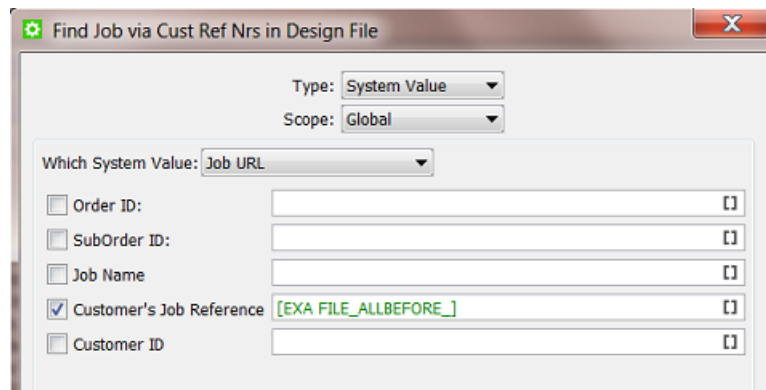 Find Job via Cust Ref Nrs in Design File
Type: System Value
Scope: Global
Which System Value: Job URL
Order ID: []
SubOrder ID: []
Job Name []
Customer's Job Reference [EXA FILE_ALLBEFORE_] []
Customer ID []